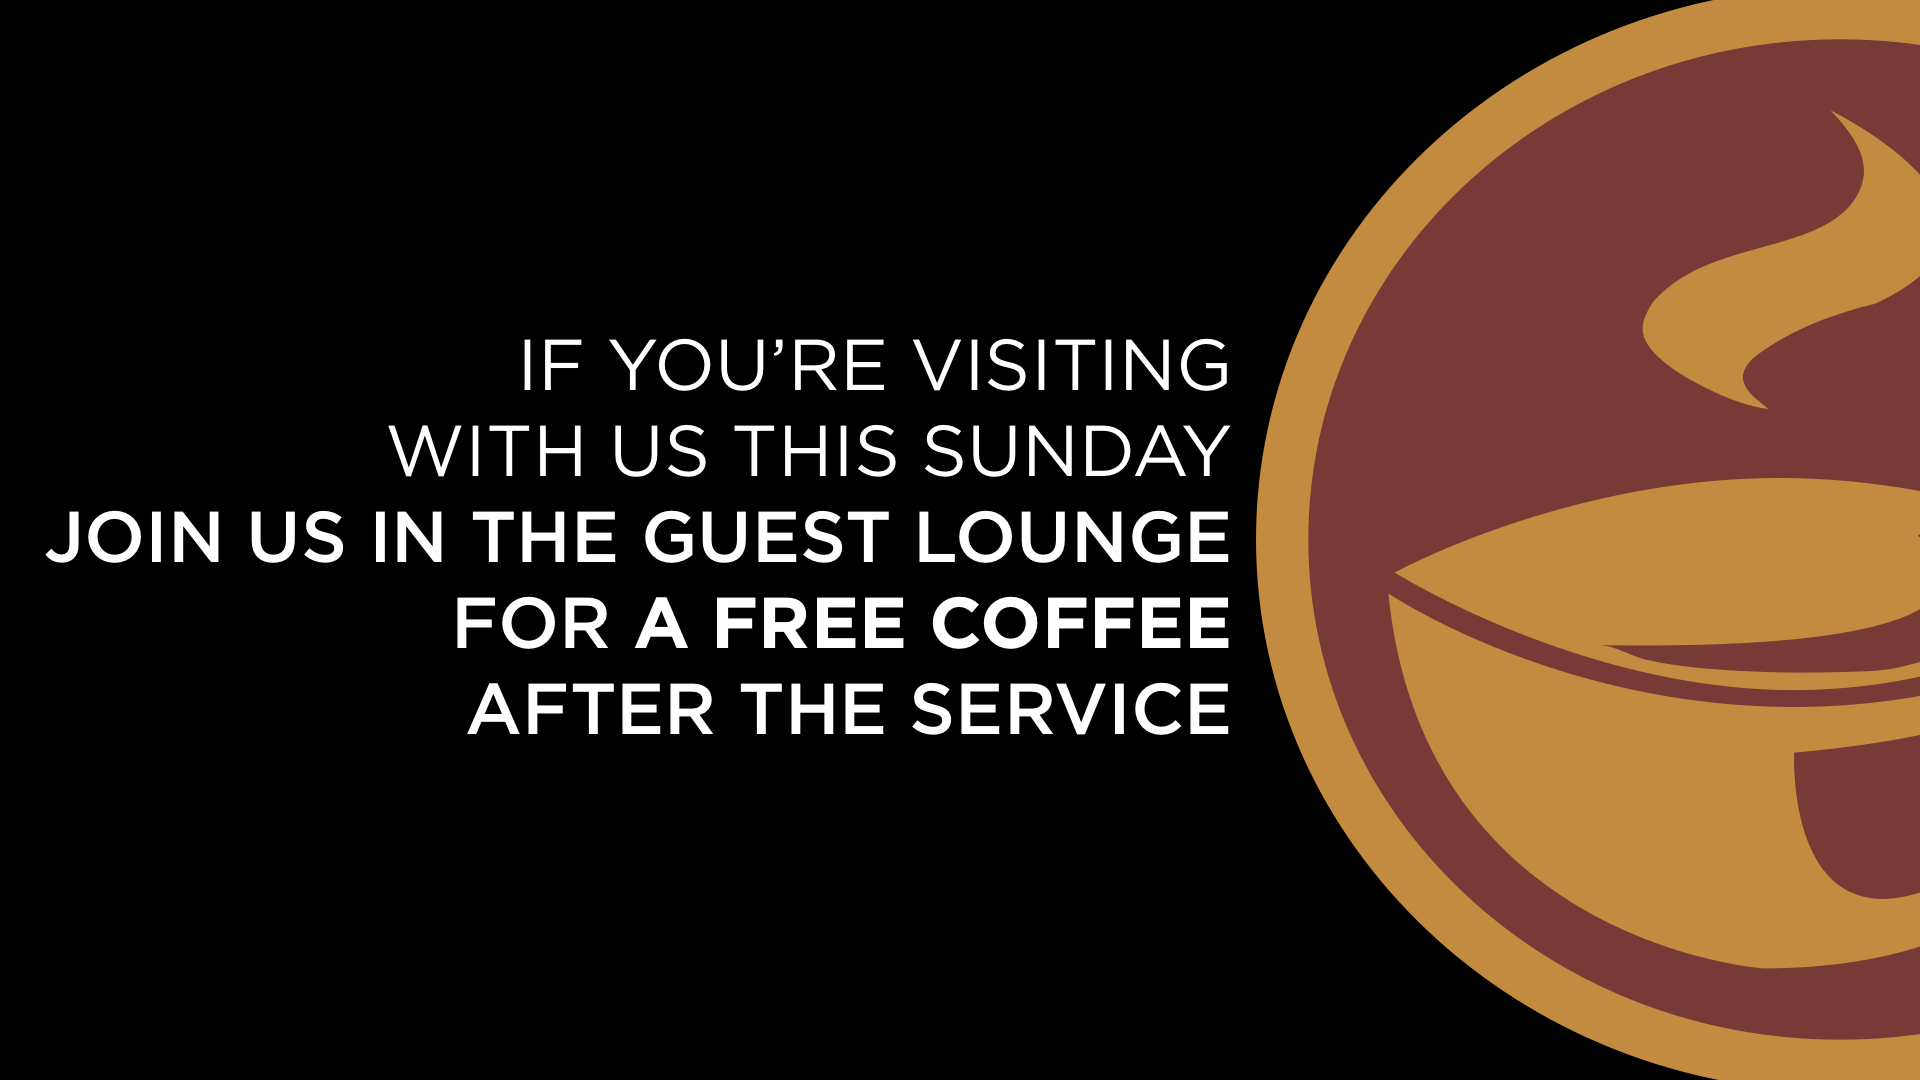 IF YOU’RE VISITING
WITH US THIS SUNDAY
JOIN US IN THE GUEST LOUNGE
FOR A FREE COFFEE
AFTER THE SERVICE